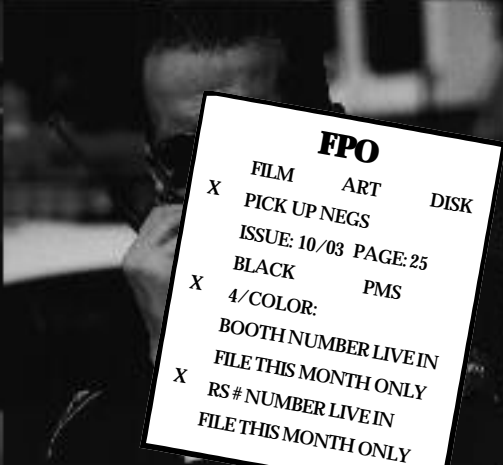 FPO
FILM ART DISK
X PICK UP NEGS
ISSUE: 10/03 PAGE: 25
BLACK PMS
X 4/COLOR:
BOOTH NUMBER LIVE IN
FILE THIS MONTH ONLY
X RS # NUMBER LIVE IN
FILE THIS MONTH ONLY